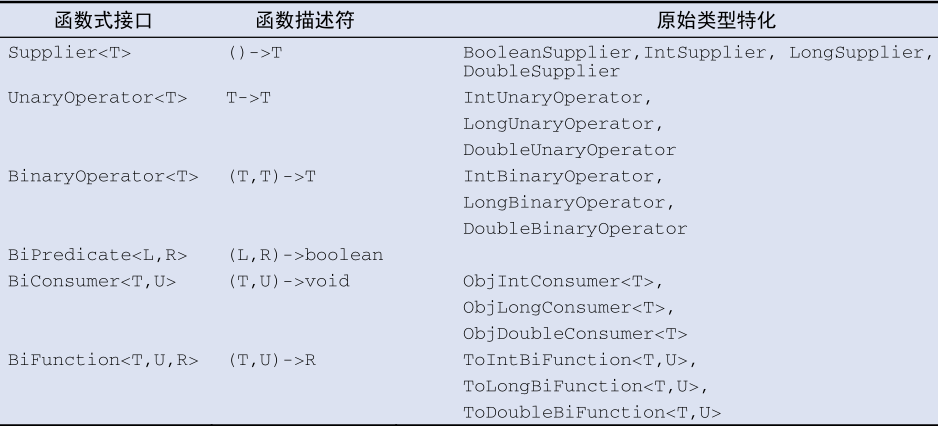 函数式接口 函数描述符 原始类型特化
Supplier<T> ()->T BooleanSupplier,IntSupplier, LongSupplier,
DoubleSupplier
UnaryOperator<T> T->T IntUnaryOperator,
LongUnaryOperator,
DoubleUnaryOperator
BinaryOperator<T> (T,T)->T IntBinaryOperator,
LongBinaryOperator,
DoubleBinaryOperator
BiPredicate<L,R> (L,R)->boolean
BiConsumer<T,U> (T,U)->void ObjIntConsumer<T>,
ObjLongConsumer<T>,
ObjDoubleConsumer<T>
BiFunction<T,U,R> (T,U)->R ToIntBiFunction<T,U>,
ToLongBiFunction<T,U>,
ToDoubleBiFunction<T,U>